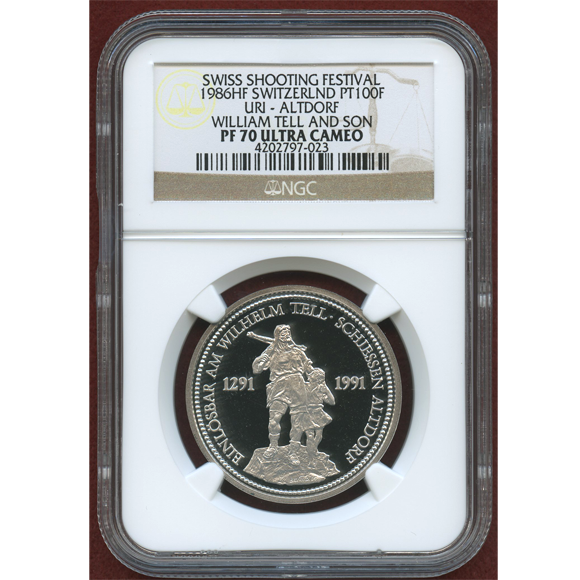 SWISS SHOOTING FESTIVAL
1986HF SWITZERLND PT100F
URI - ALTDORF
WILLIAM TELL AND SON
PF 70 ULTRA CAMEO
4202797-023
NGC
EINLÖSBAR AM WILHELM TELL · SCHIESSEN ALTDORF
1291 1991